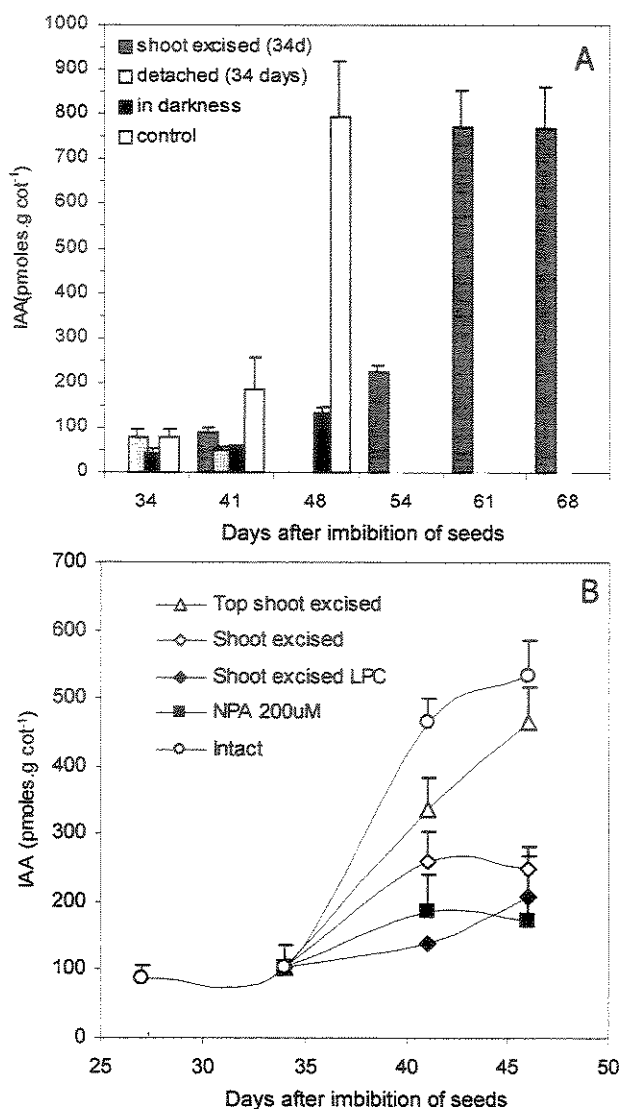 1000
900
800
700
600
500
400
300
200
100
0
IAA(pmoles.g cot⁻¹)
shoot excised (34d)
detached (34 days)
in darkness
control
A
34 41 48 54 61 68
Days after imbibition of seeds
700
600
500
400
300
200
100
0
IAA (pmoles.g cot⁻¹)
B
Top shoot excised
Shoot excised
Shoot excised LPC
NPA 200uM
Intact
25 30 35 40 45 50
Days after imbibition of seeds